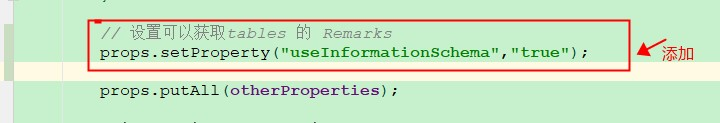 // 设置可以获取tables 的 Remarks
props.setProperty("useInformationSchema","true");
添加
props.putAll(otherProperties);